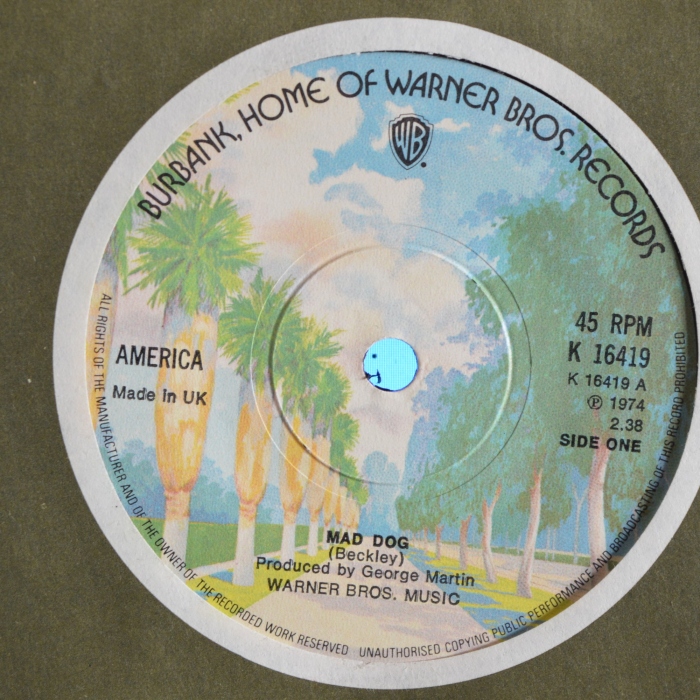 BURBANK, HOME OF WARNER BROS. RECORDS
WB
45 RPM
K 16419
K 16419 A
Ⓟ 1974
2.38
SIDE ONE
AMERICA
Made in UK
MAD DOG
(Beckley)
Produced by George Martin
WARNER BROS. MUSIC
ALL RIGHTS OF THE MANUFACTURER AND OF THE OWNER OF THE RECORDED WORK RESERVED UNAUTHORISED COPYING PUBLIC PERFORMANCE AND BROADCASTING OF THIS RECORD PROHIBITED